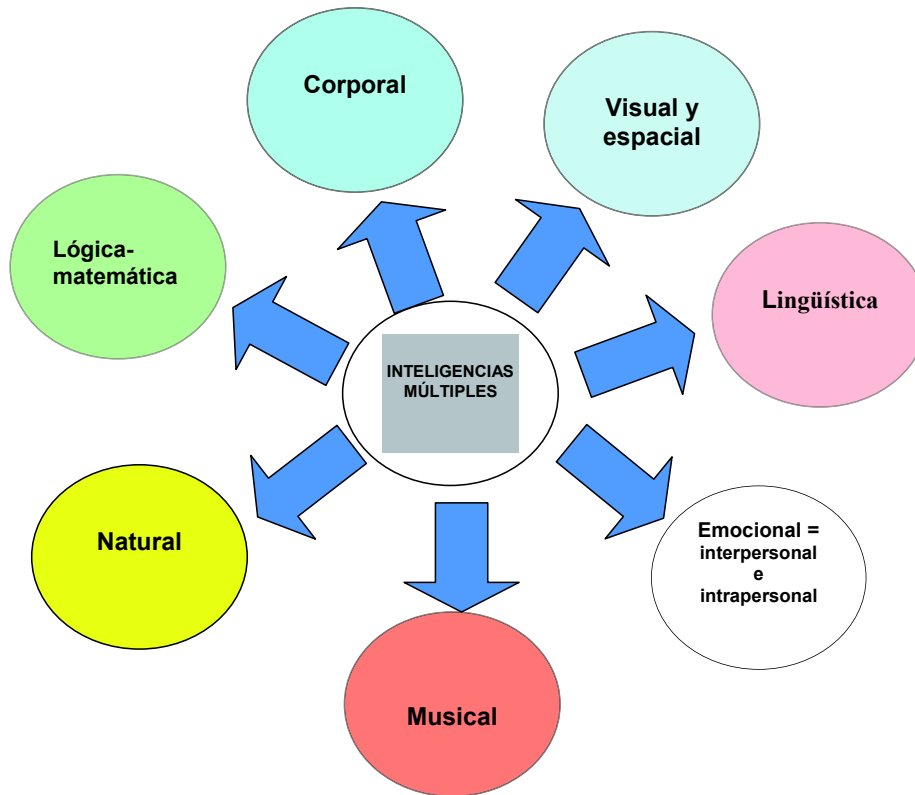 Corporal
Visual y
espacial
Lógica-
matemática
Lingüística
INTELIGENCIAS
MÚLTIPLES
Natural
Emocional =
interpersonal
e
intrapersonal
Musical